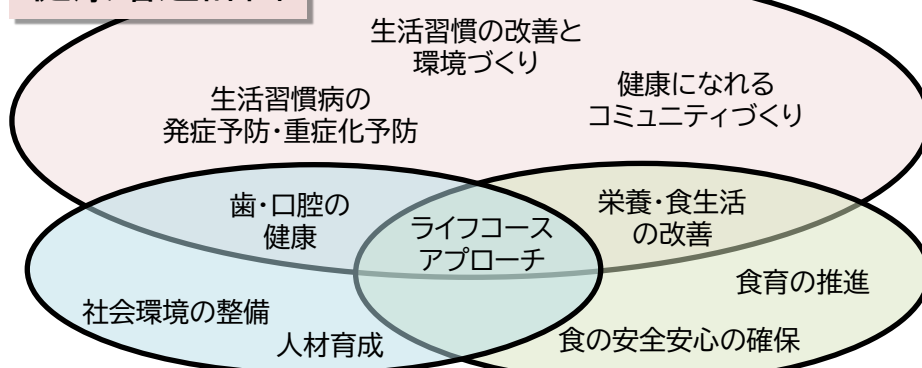 生活習慣の改善と
環境づくり
健康になれる
コミュニティづくり
生活習慣病の
発症予防・重症化予防
歯・口腔の
健康
ライフコース
アプローチ
栄養・食生活
の改善
食育の推進
社会環境の整備
人材育成
食の安全安心の確保